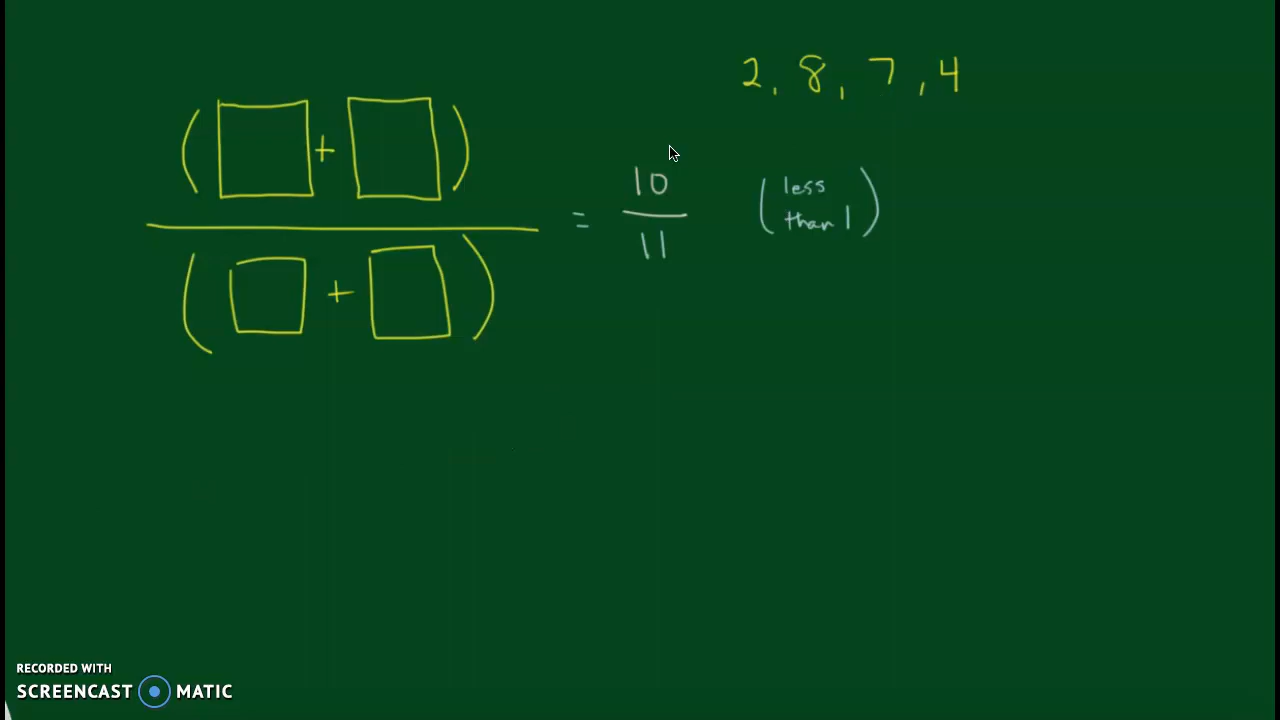 2, 8, 7, 4
( + )
( + )
= 10
11
(less
than 1)
RECORDED WITH
SCREENCAST MATIC